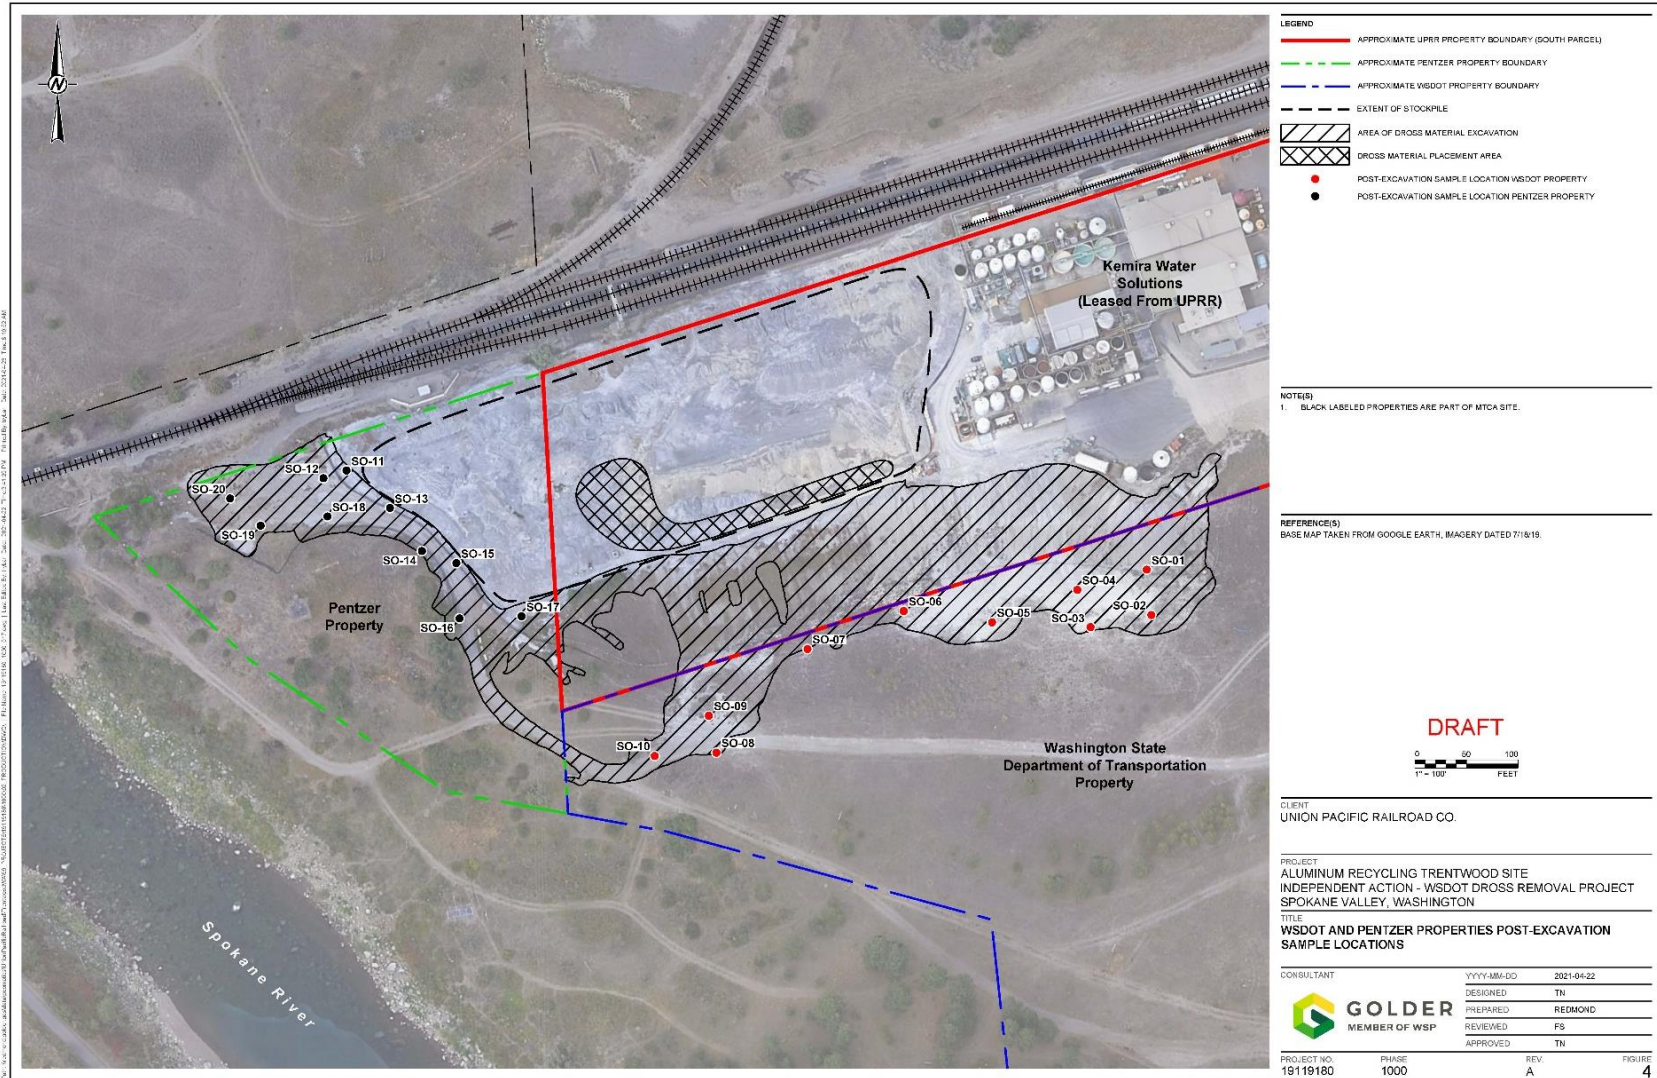 N
Kemira Water
Solutions
(Leased From UPRR)
SO-11
SO-12
SO-20
SO-13
SO-18
SO-19
SO-14
SO-15
SO-01
SO-04
Pentzer
Property
SO-17
SO-06
SO-02
SO-05
SO-03
SO-16
SO-07
SO-09
SO-10
SO-08
Washington State
Department of Transportation
Property
Spokane River
LEGEND
APPROXIMATE UPRR PROPERTY BOUNDARY (SOUTH PARCEL)
APPROXIMATE PENTZER PROPERTY BOUNDARY
APPROXIMATE WSDOT PROPERTY BOUNDARY
EXTENT OF STOCKPILE
AREA OF DROSS MATERIAL EXCAVATION
DROSS MATERIAL PLACEMENT AREA
POST-EXCAVATION SAMPLE LOCATION WSDOT PROPERTY
POST-EXCAVATION SAMPLE LOCATION PENTZER PROPERTY
NOTE(S)
1. BLACK LABELED PROPERTIES ARE PART OF MTCA SITE.
REFERENCE(S)
BASE MAP TAKEN FROM GOOGLE EARTH, IMAGERY DATED 7/18/19.
DRAFT
0 50 100
1" = 100' FEET
CLIENT
UNION PACIFIC RAILROAD CO.
PROJECT
ALUMINUM RECYCLING TRENTWOOD SITE
INDEPENDENT ACTION - WSDOT DROSS REMOVAL PROJECT
SPOKANE VALLEY, WASHINGTON
TITLE
WSDOT AND PENTZER PROPERTIES POST-EXCAVATION
SAMPLE LOCATIONS
CONSULTANT
GOLDER
MEMBER OF WSP
YYYY-MM-DD 2021-04-22
DESIGNED TN
PREPARED REDMOND
REVIEWED FS
APPROVED TN
PROJECT NO. PHASE REV. FIGURE
19119180 1000 A 4